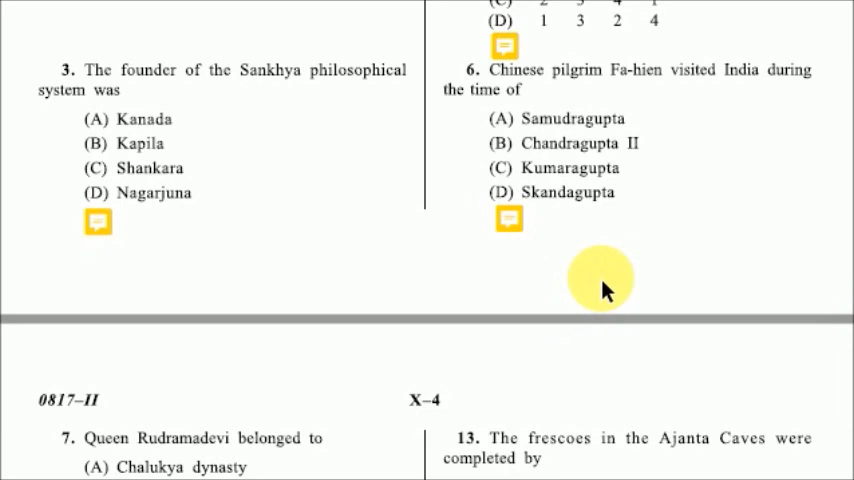 (D) 1 3 2 4
3. The founder of the Sankhya philosophical
system was
(A) Kanada
(B) Kapila
(C) Shankara
(D) Nagarjuna
6. Chinese pilgrim Fa-hien visited India during
the time of
(A) Samudragupta
(B) Chandragupta II
(C) Kumaragupta
(D) Skandagupta
0817–II
X–4
7. Queen Rudramadevi belonged to
(A) Chalukya dynasty
13. The frescoes in the Ajanta Caves were
completed by